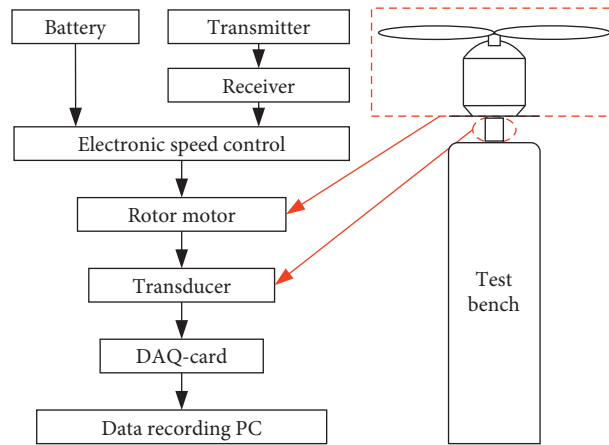 Battery
Transmitter
Receiver
Electronic speed control
Rotor motor
Transducer
DAQ-card
Data recording PC
Test
bench